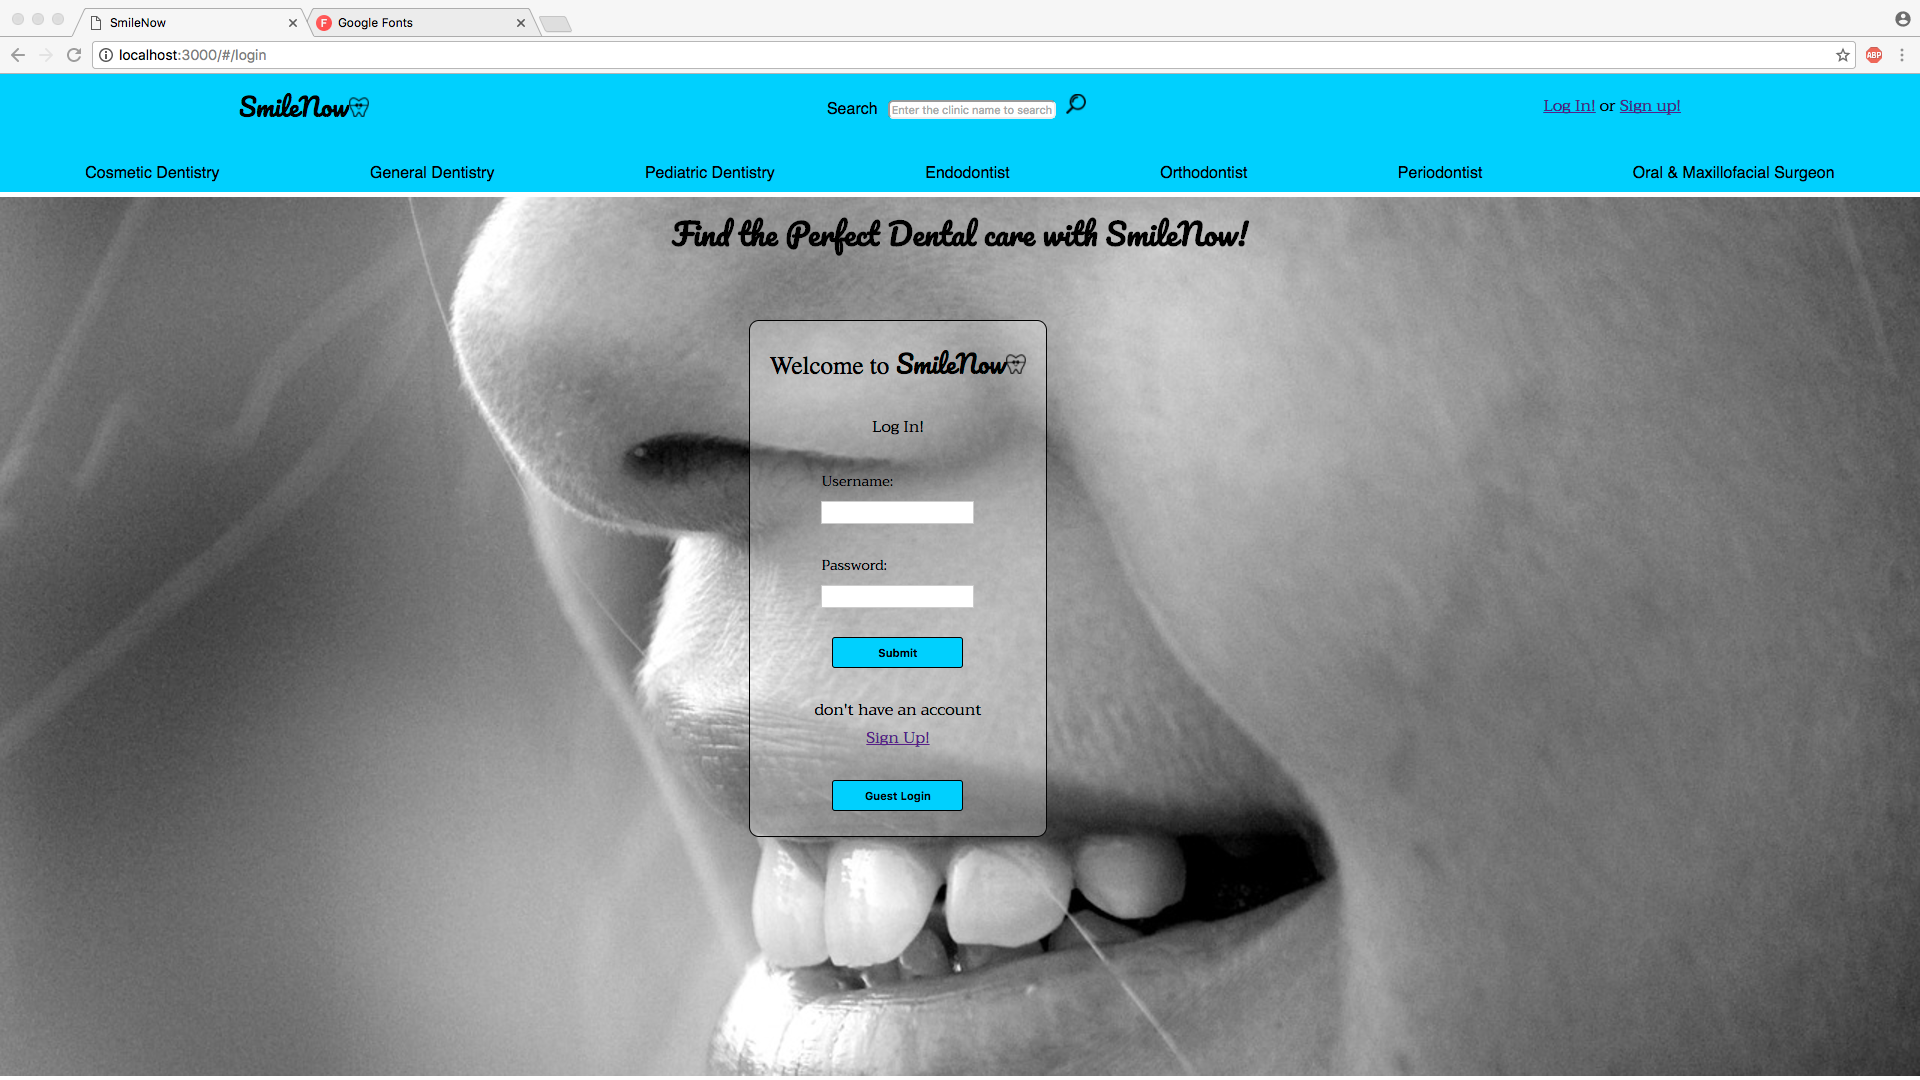 SmileNow
Google Fonts
localhost:3000/#/login
ABP
SmileNow
Search
Enter the clinic name to search
Log In! or Sign up!
Cosmetic Dentistry
General Dentistry
Pediatric Dentistry
Endodontist
Orthodontist
Periodontist
Oral & Maxillofacial Surgeon
Find the Perfect Dental care with SmileNow!
Welcome to SmileNow
Log In!
Username:
Password:
Submit
don't have an account
Sign Up!
Guest Login